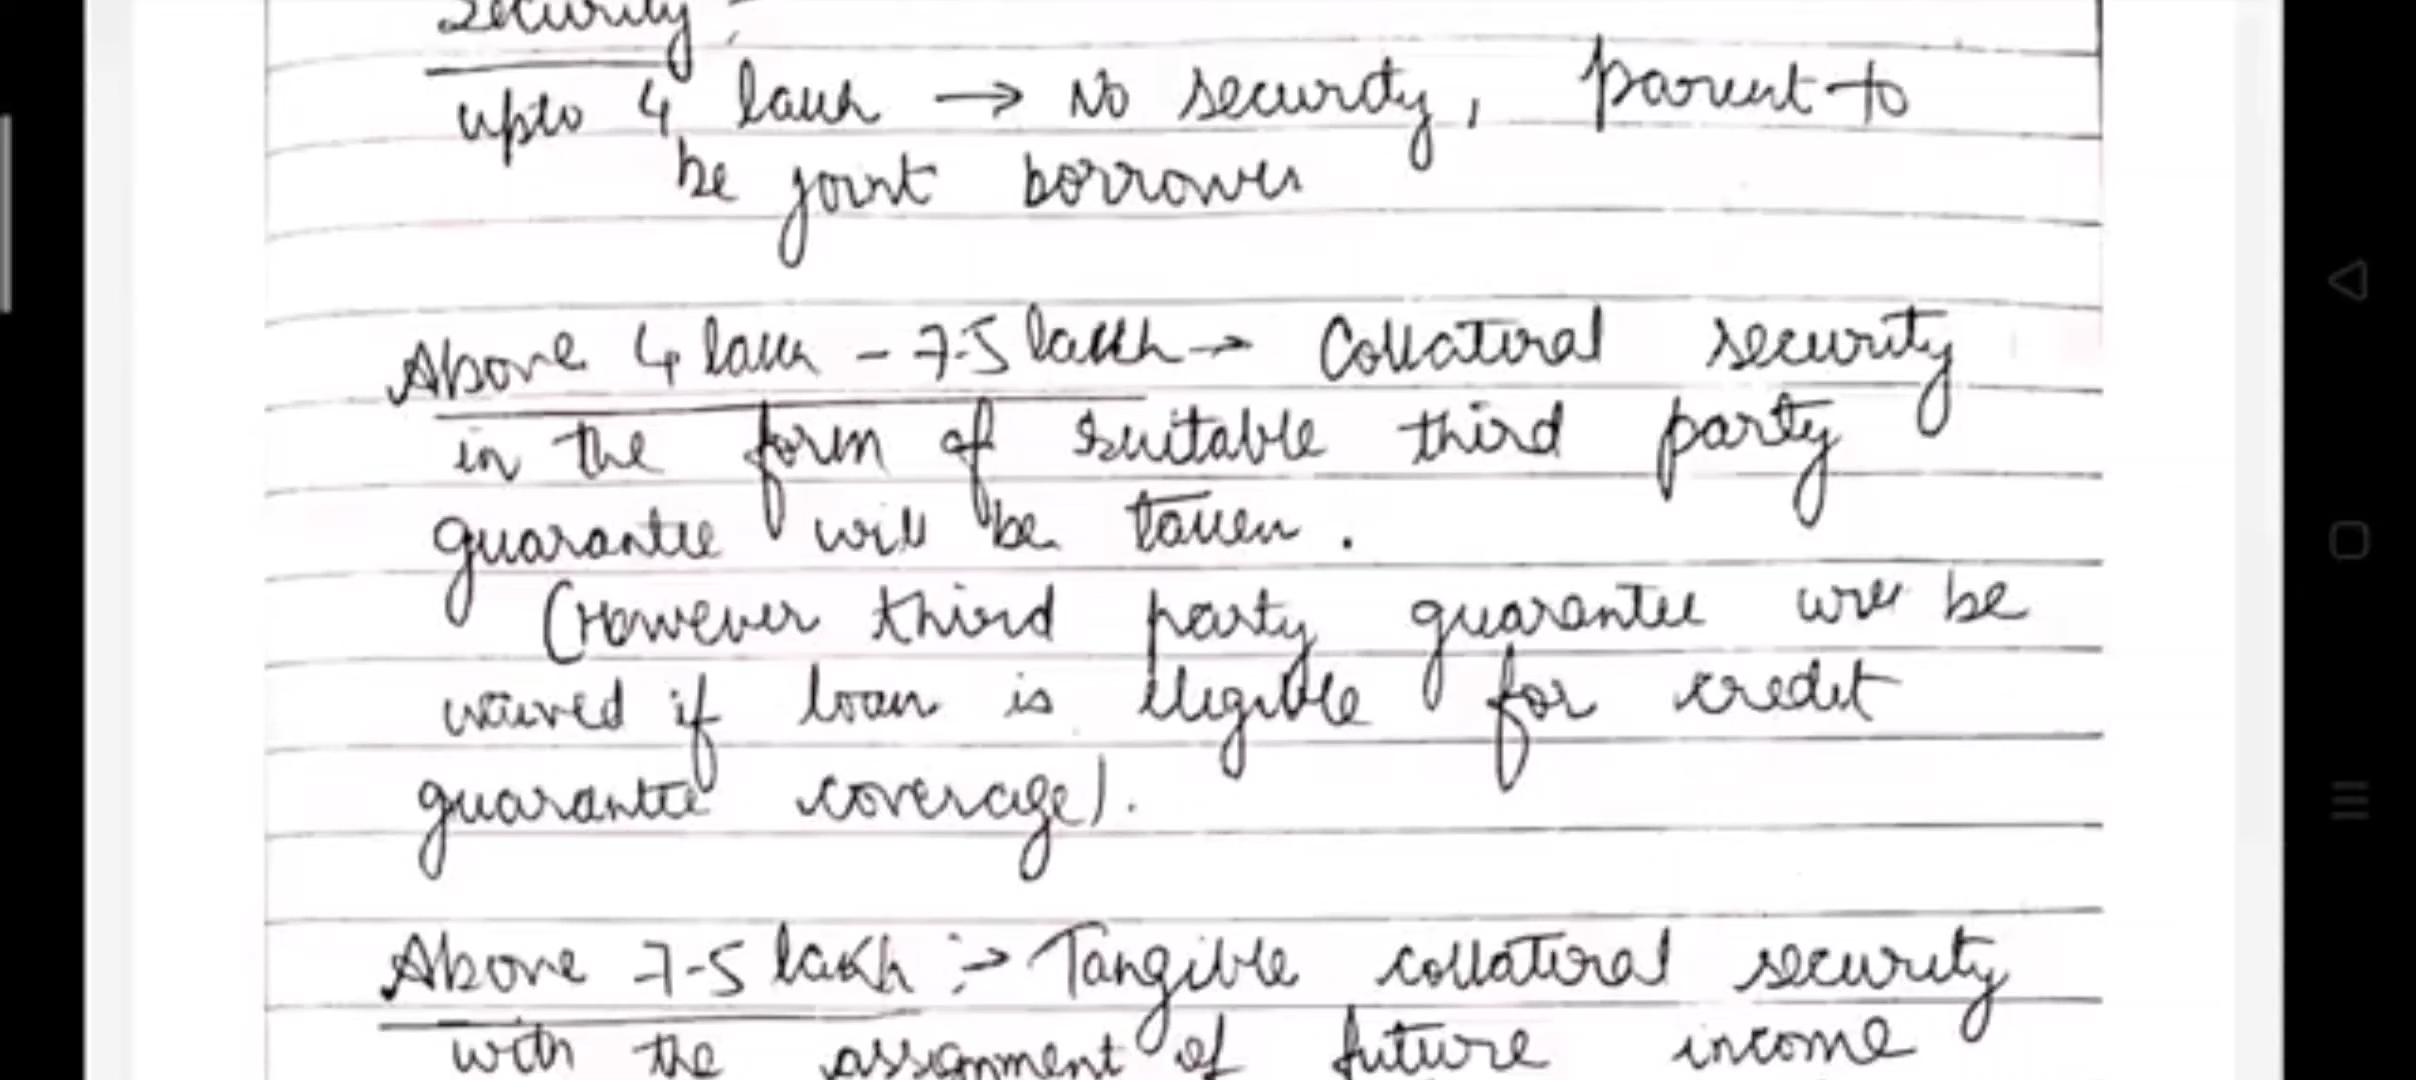 Security :
upto 4 lakh → No security, parent to
be joint borrower
Above 4 lakh - 7.5 lakh → Collateral security
in the form of suitable third party
guarantee will be taken.
(However third party guarantee will be
waived if loan is eligible for credit
guarantee coverage).
Above 7.5 lakh :→ Tangible collateral security
with the assignment of future income